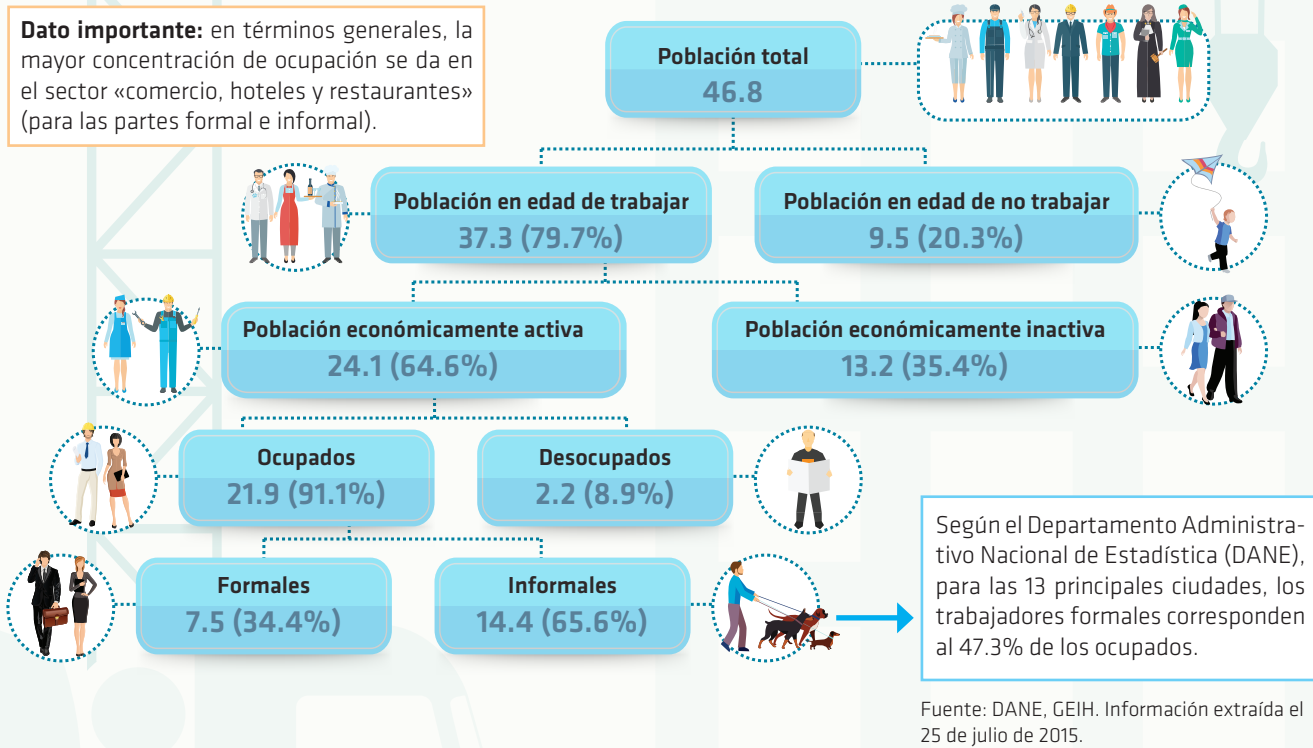 Dato importante: en términos generales, la
mayor concentración de ocupación se da en
el sector «comercio, hoteles y restaurantes»
(para las partes formal e informal).
Población total
46.8
Población en edad de trabajar
37.3 (79.7%)
Población en edad de no trabajar
9.5 (20.3%)
Población económicamente activa
24.1 (64.6%)
Población económicamente inactiva
13.2 (35.4%)
Ocupados
21.9 (91.1%)
Desocupados
2.2 (8.9%)
Formales
7.5 (34.4%)
Informales
14.4 (65.6%)
Según el Departamento Administra-
tivo Nacional de Estadística (DANE),
para las 13 principales ciudades, los
trabajadores formales corresponden
al 47.3% de los ocupados.
Fuente: DANE, GEIH. Información extraída el
25 de julio de 2015.